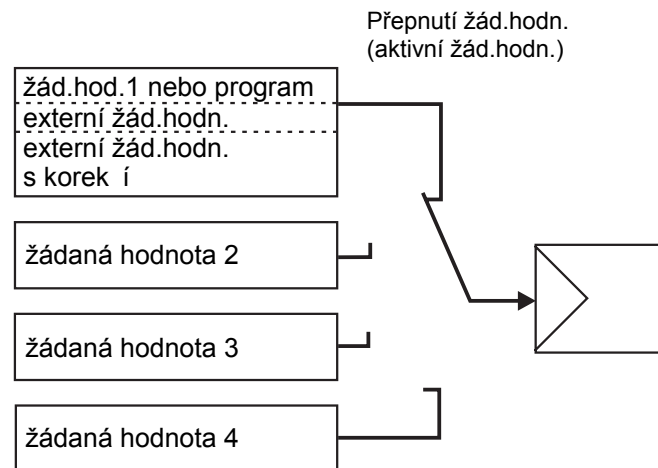 Přepnutí žád.hodn.
(aktivní žád.hodn.)
žád.hod.1 nebo program
externí žád.hodn.
externí žád.hodn.
s korek í
žádaná hodnota 2
žádaná hodnota 3
žádaná hodnota 4